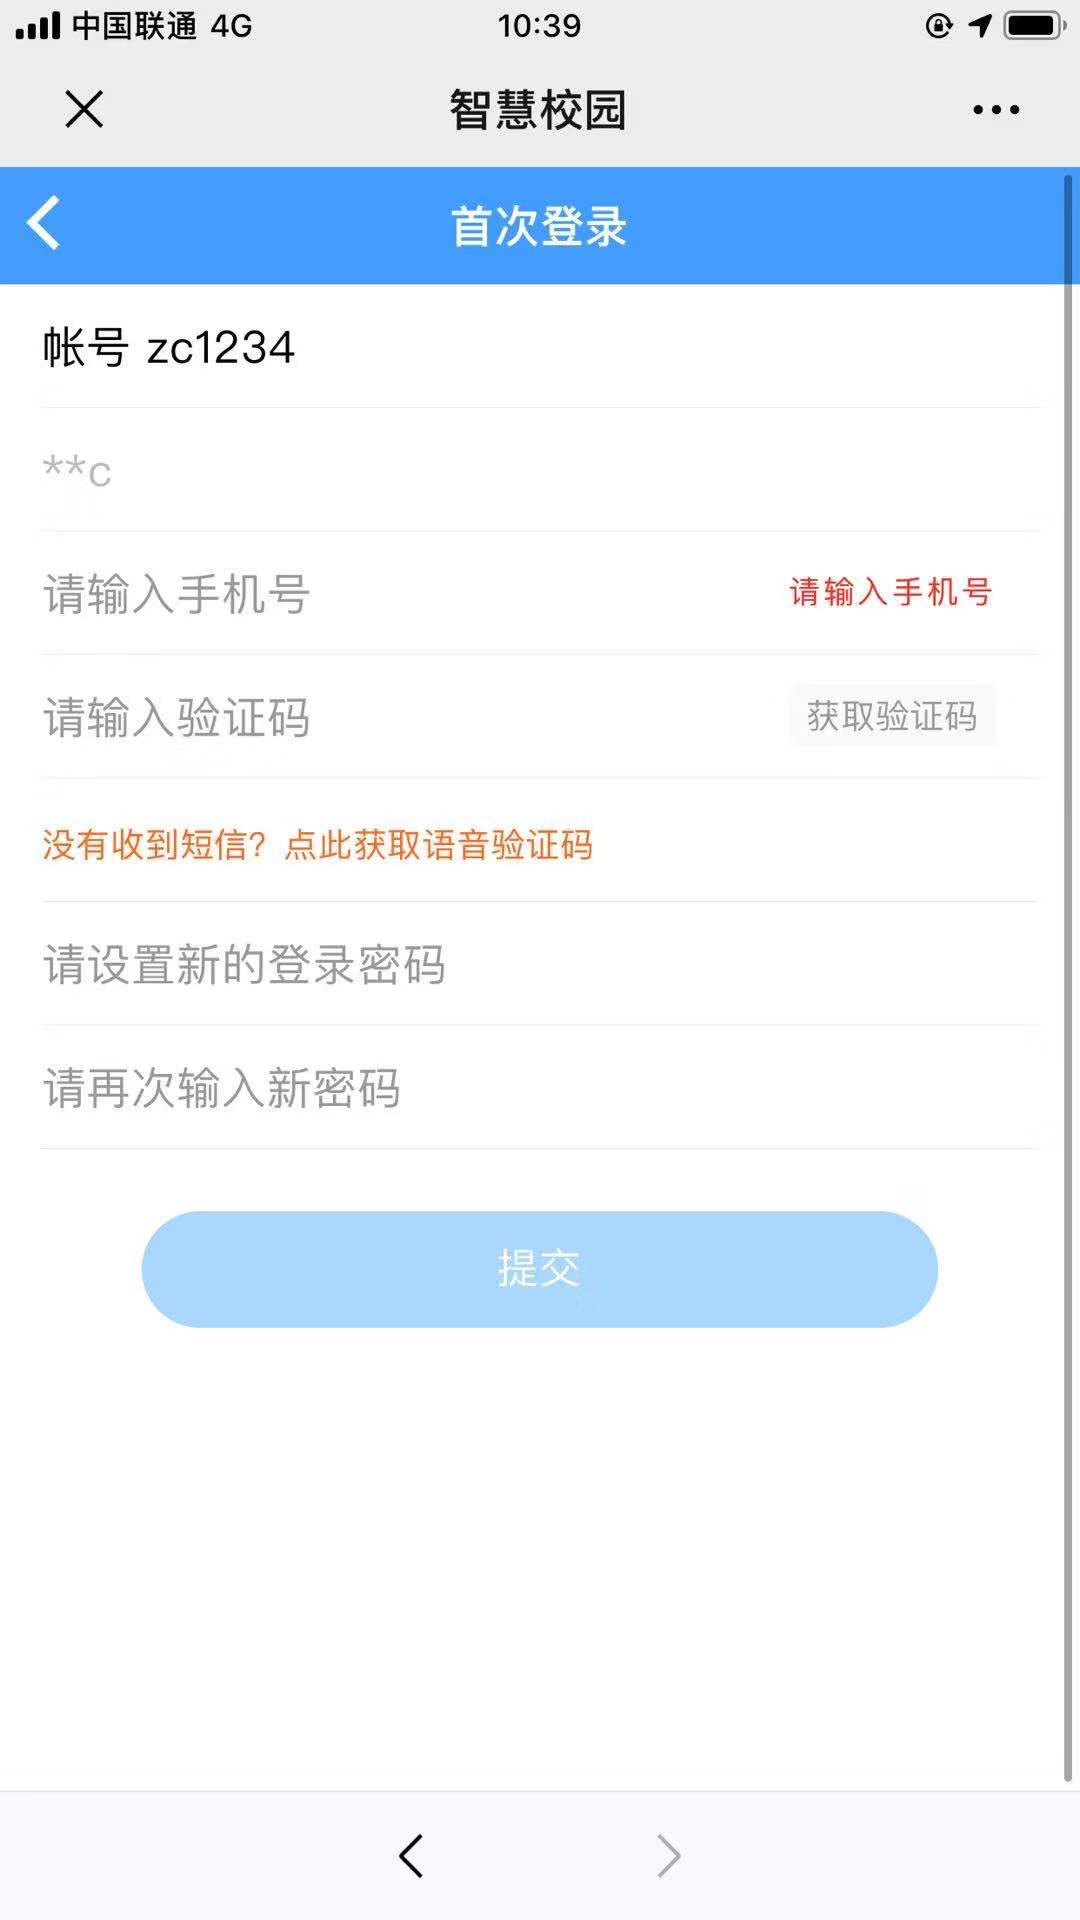 中国联通 4G 10:39
智慧校园
首次登录
帐号 zc1234
**c
请输入手机号 请输入手机号
请输入验证码 获取验证码
没有收到短信？点此获取语音验证码
请设置新的登录密码
请再次输入新密码
提交